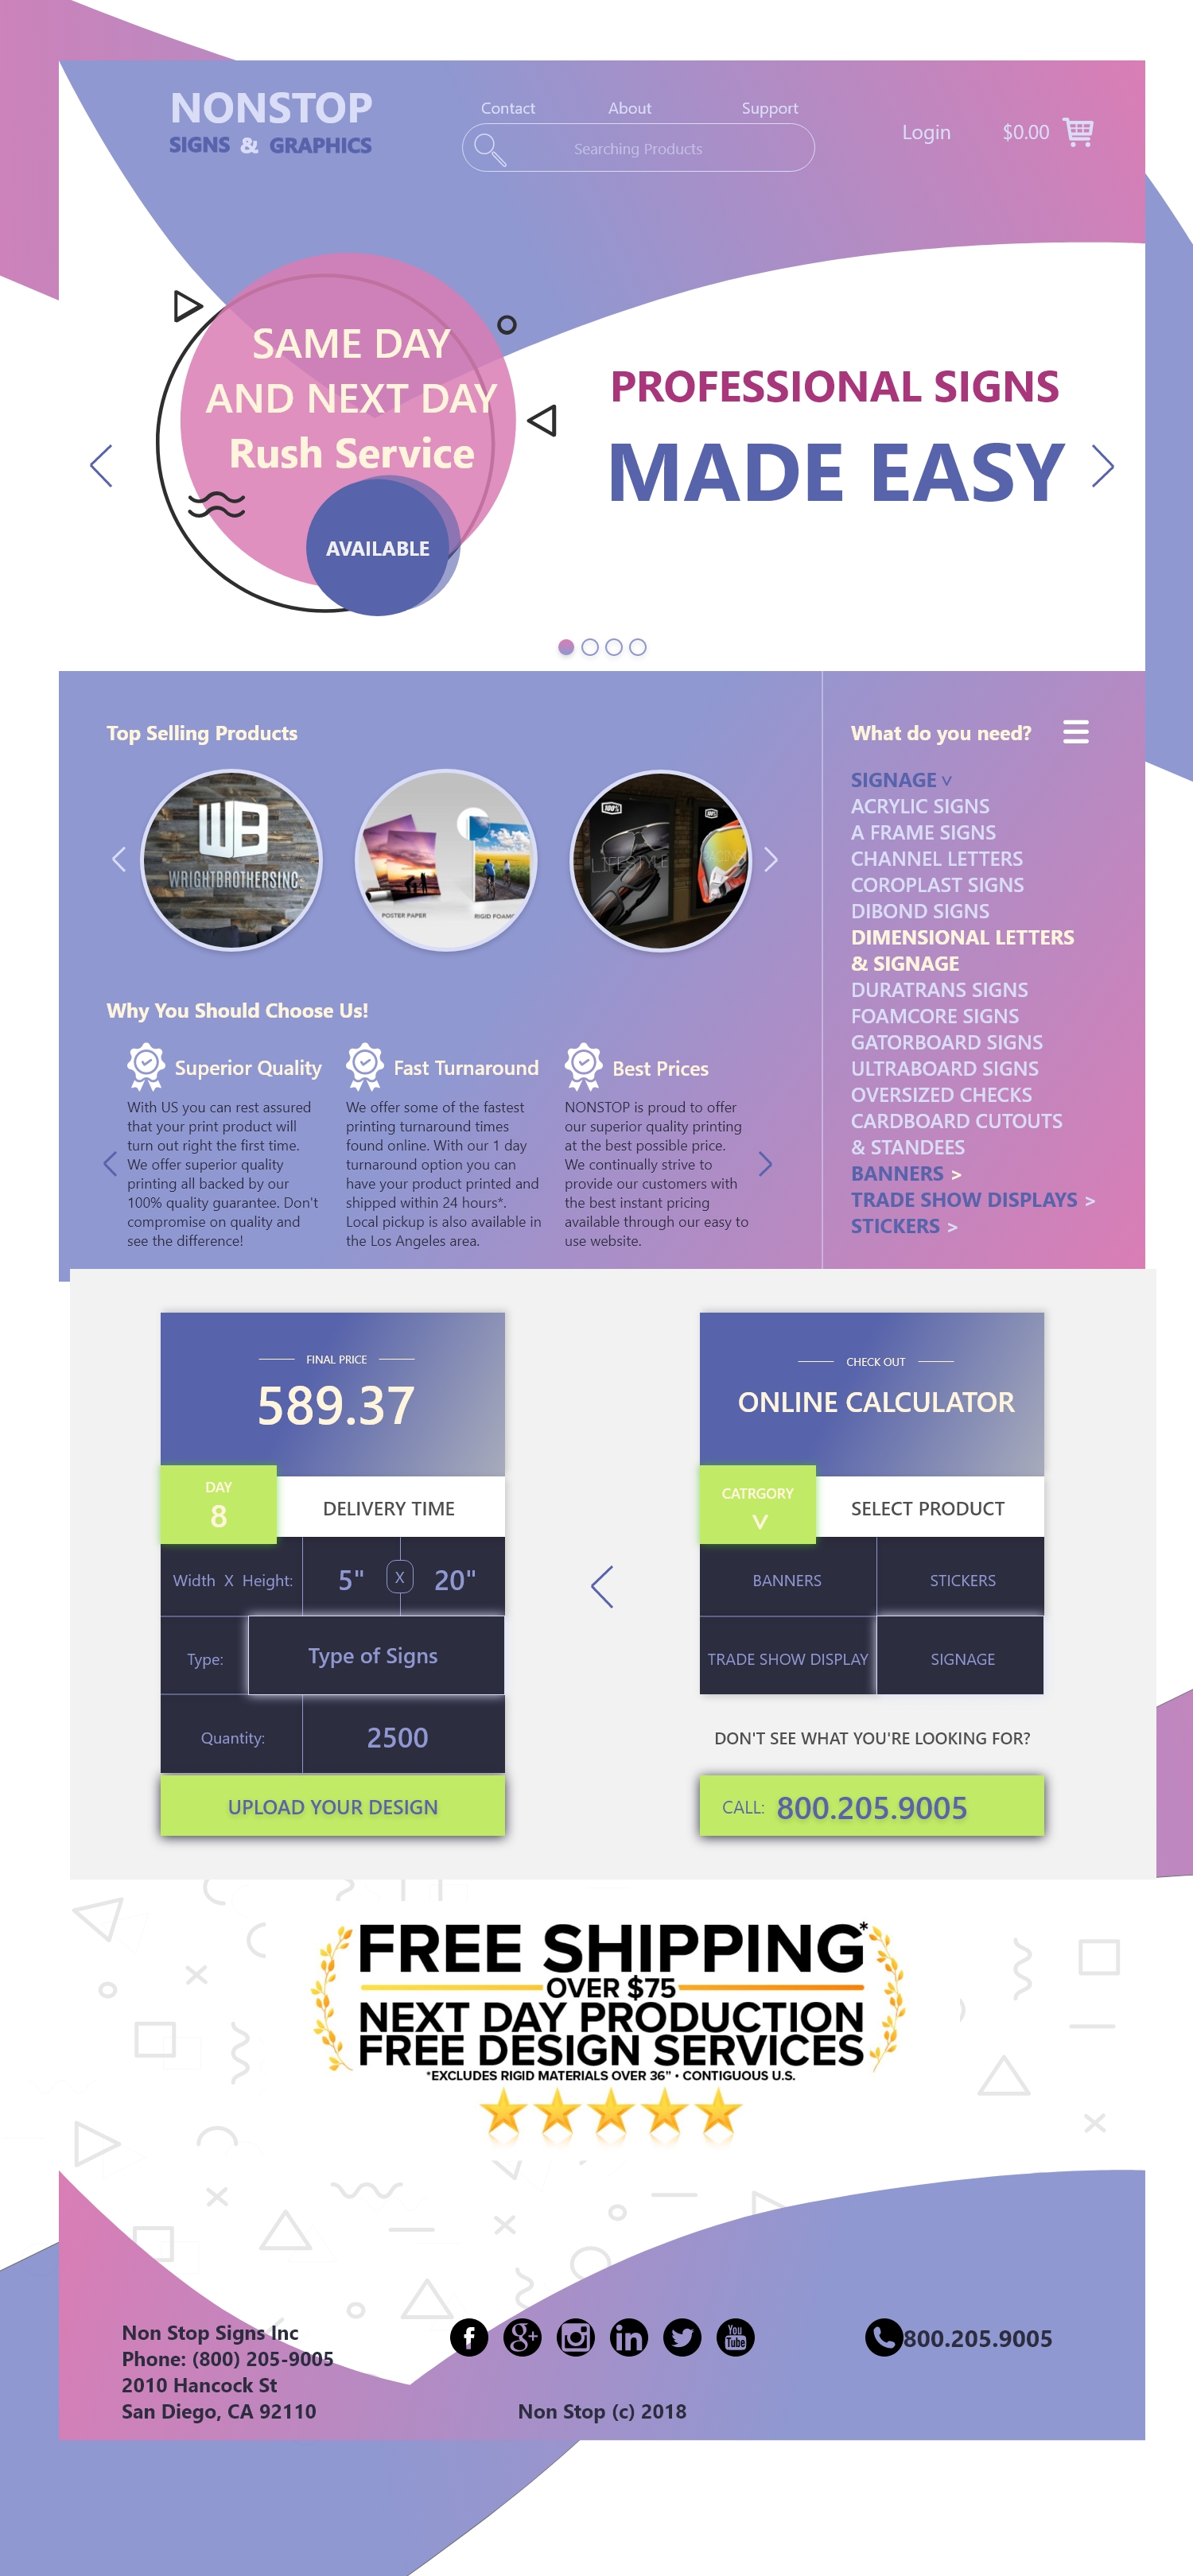 NONSTOP
SIGNS & GRAPHICS
Contact About Support
Searching Products
Login $0.00
SAME DAY
AND NEXT DAY
Rush Service
AVAILABLE
PROFESSIONAL SIGNS
MADE EASY
Top Selling Products
WB
WRIGHTBROTHERSINC
POSTER PAPER
RIGID FOAM
100%
100%
LIFESTYLE
Why You Should Choose Us!
Superior Quality
With US you can rest assured
that your print product will
turn out right the first time.
We offer superior quality
printing all backed by our
100% quality guarantee. Don't
compromise on quality and
see the difference!
Fast Turnaround
We offer some of the fastest
printing turnaround times
found online. With our 1 day
turnaround option you can
have your product printed and
shipped within 24 hours*.
Local pickup is also available in
the Los Angeles area.
Best Prices
NONSTOP is proud to offer
our superior quality printing
at the best possible price.
We continually strive to
provide our customers with
the best instant pricing
available through our easy to
use website.
What do you need?
SIGNAGE v
ACRYLIC SIGNS
A FRAME SIGNS
CHANNEL LETTERS
COROPLAST SIGNS
DIBOND SIGNS
DIMENSIONAL LETTERS
& SIGNAGE
DURATRANS SIGNS
FOAMCORE SIGNS
GATORBOARD SIGNS
ULTRABOARD SIGNS
OVERSIZED CHECKS
CARDBOARD CUTOUTS
& STANDEES
BANNERS >
TRADE SHOW DISPLAYS >
STICKERS >
FINAL PRICE
589.37
DAY
8
DELIVERY TIME
Width X Height: 5" X 20"
Type: Type of Signs
Quantity: 2500
UPLOAD YOUR DESIGN
CHECK OUT
ONLINE CALCULATOR
CATRGORY
V
SELECT PRODUCT
BANNERS STICKERS
TRADE SHOW DISPLAY SIGNAGE
DON'T SEE WHAT YOU'RE LOOKING FOR?
CALL: 800.205.9005
FREE SHIPPING*
OVER $75
NEXT DAY PRODUCTION
FREE DESIGN SERVICES
*EXCLUDES RIGID MATERIALS OVER 36" • CONTIGUOUS U.S.
Non Stop Signs Inc
Phone: (800) 205-9005
2010 Hancock St
San Diego, CA 92110
f g+ in You Tube
Non Stop (c) 2018
800.205.9005